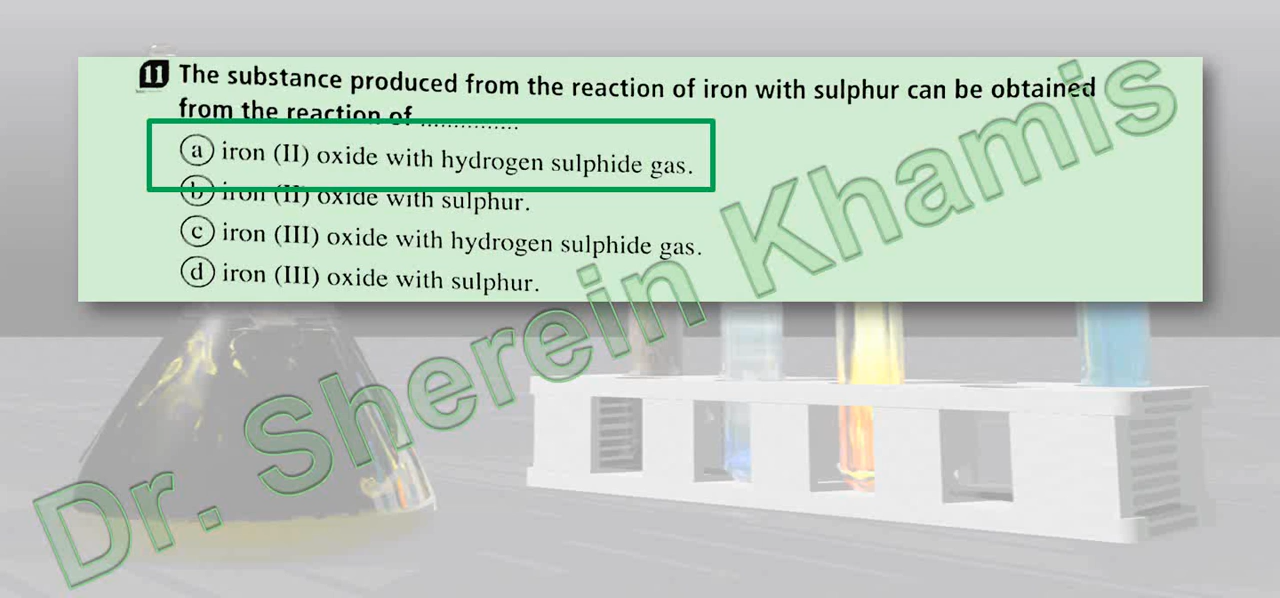 11 The substance produced from the reaction of iron with sulphur can be obtained
from the reaction of ..............
a iron (II) oxide with hydrogen sulphide gas.
b iron (II) oxide with sulphur.
c iron (III) oxide with hydrogen sulphide gas.
d iron (III) oxide with sulphur.
Dr. Sherein Khamis